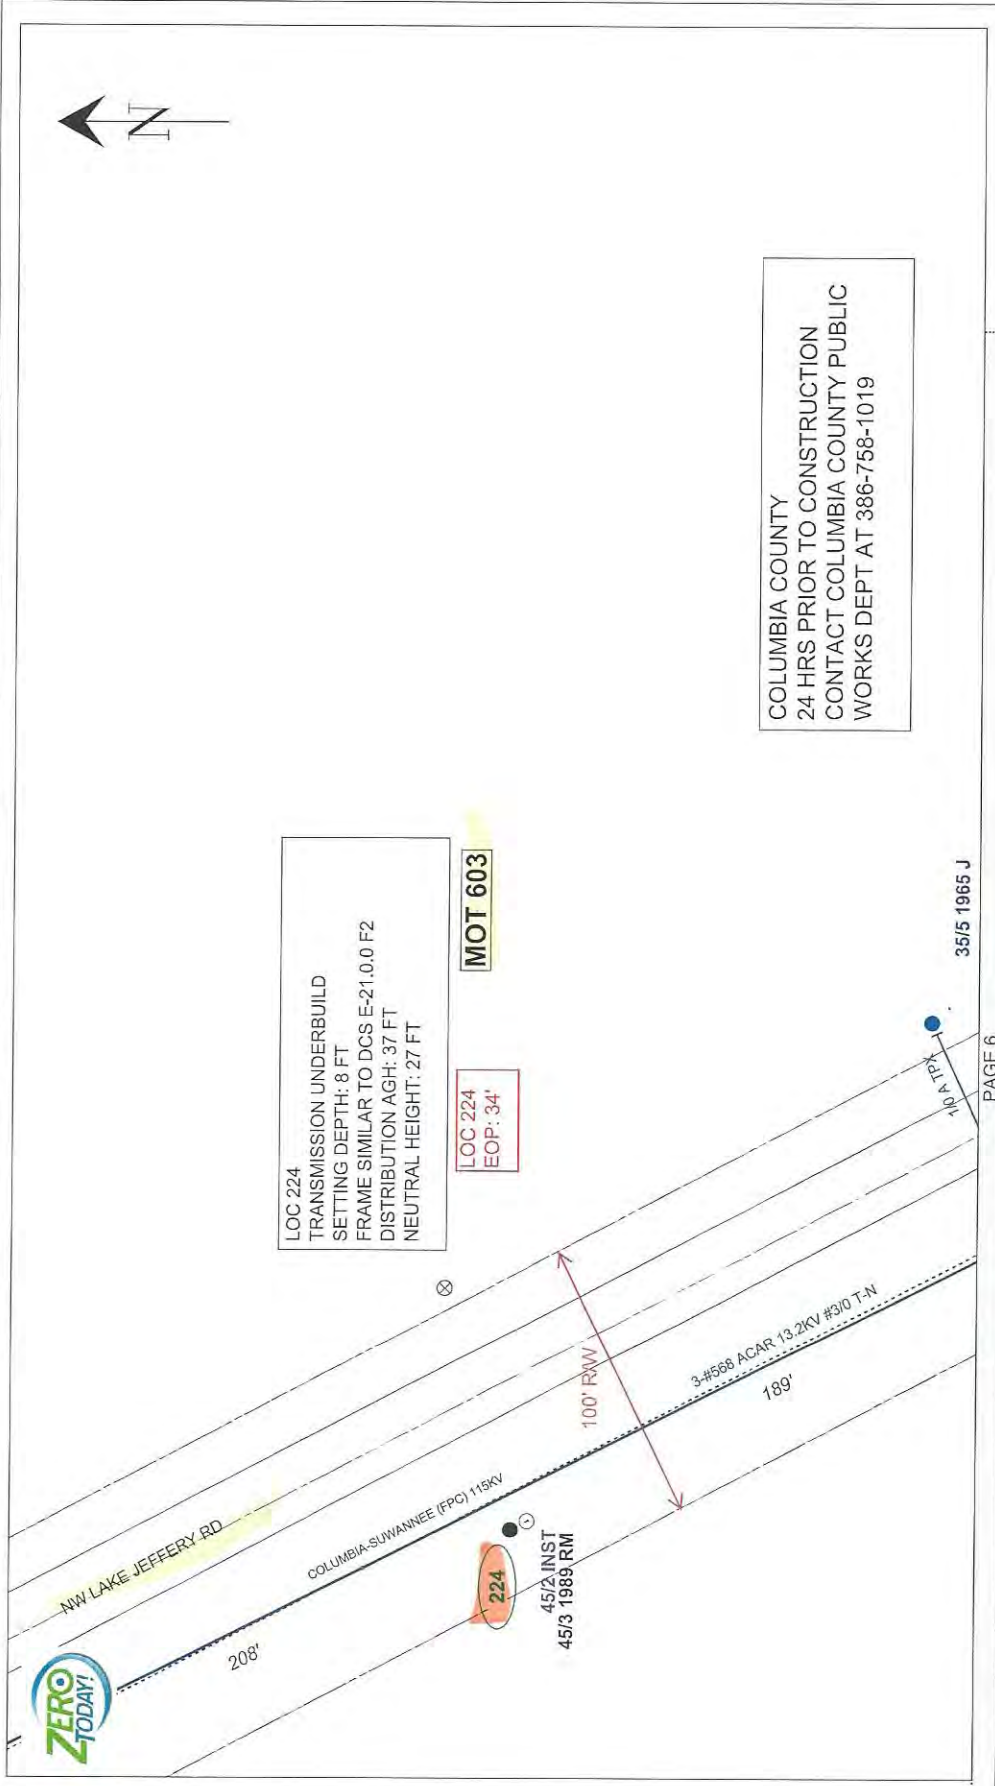 ZERO
TODAY!
N
NW LAKE JEFFERY RD
208'
COLUMBIA-SUWANNEE (FPC) 115KV
224
45/2 INST
45/3 1989 RM
LOC 224
TRANSMISSION UNDERBUILD
SETTING DEPTH: 8 FT
FRAME SIMILAR TO DCS E-21.0.0 F2
DISTRIBUTION AGH: 37 FT
NEUTRAL HEIGHT: 27 FT
LOC 224
EOP: 34'
MOT 603
100' R/W
3-#568 ACAR 13.2KV #3/0 T-N
189'
1/0 A TPX
35/5 1965 J
COLUMBIA COUNTY
24 HRS PRIOR TO CONSTRUCTION
CONTACT COLUMBIA COUNTY PUBLIC
WORKS DEPT AT 386-758-1019
PAGE 6